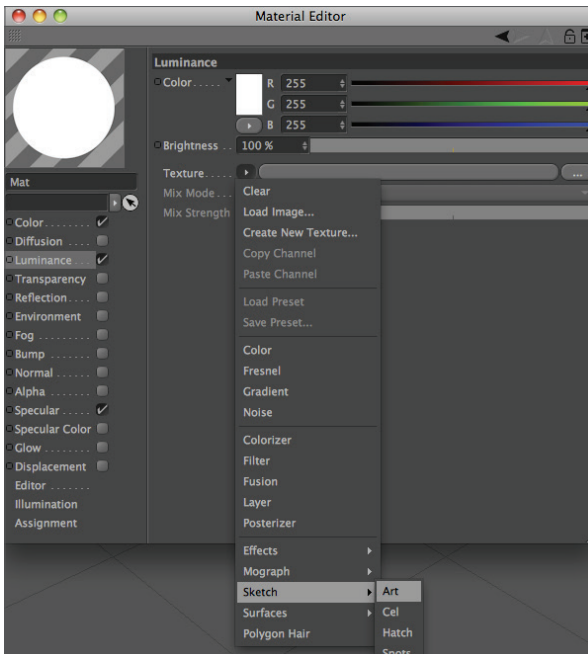 Material Editor
Luminance
Color..... R 255
G 255
B 255
Brightness .. 100 %
Texture..... ...
Mix Mode...
Mix Strength
Mat
Color........
Diffusion ....
Luminance...
Transparency
Reflection....
Environment
Fog........
Bump ......
Normal.....
Alpha ......
Specular.....
Specular Color
Glow........
Displacement
Editor .......
Illumination
Assignment
Clear
Load Image...
Create New Texture...
Copy Channel
Paste Channel
Load Preset
Save Preset...
Color
Fresnel
Gradient
Noise
Colorizer
Filter
Fusion
Layer
Posterizer
Effects
Mograph
Sketch
Surfaces
Polygon Hair
Art
Cel
Hatch
Spots